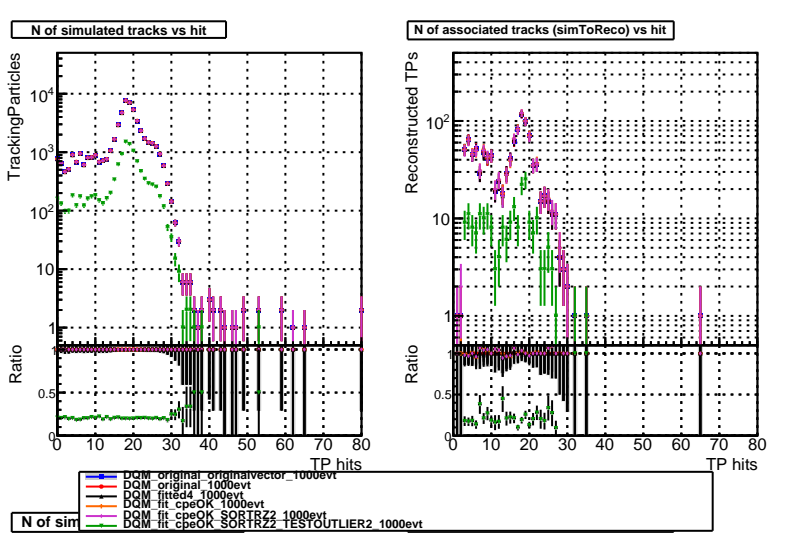 N of simulated tracks vs hit
TrackingParticles
10^4
10^3
10^2
10
1
Ratio
1
0.5
0
0 10 20 30 40 50 60 70 80
TP hits
N of associated tracks (simToReco) vs hit
Reconstructed TPs
10^2
10
1
Ratio
1
0.5
0
0 10 20 30 40 50 60 70 80
TP hits
DQM_original_originalvector_1000evt
DQM_original_1000evt
DQM_fitted4_1000evt
DQM_fit_cpeOK_1000evt
DQM_fit_cpeOK_SORTRZ2_1000evt
DQM_fit_cpeOK_SORTRZ2_TESTOUTLIER2_1000evt
N of sim